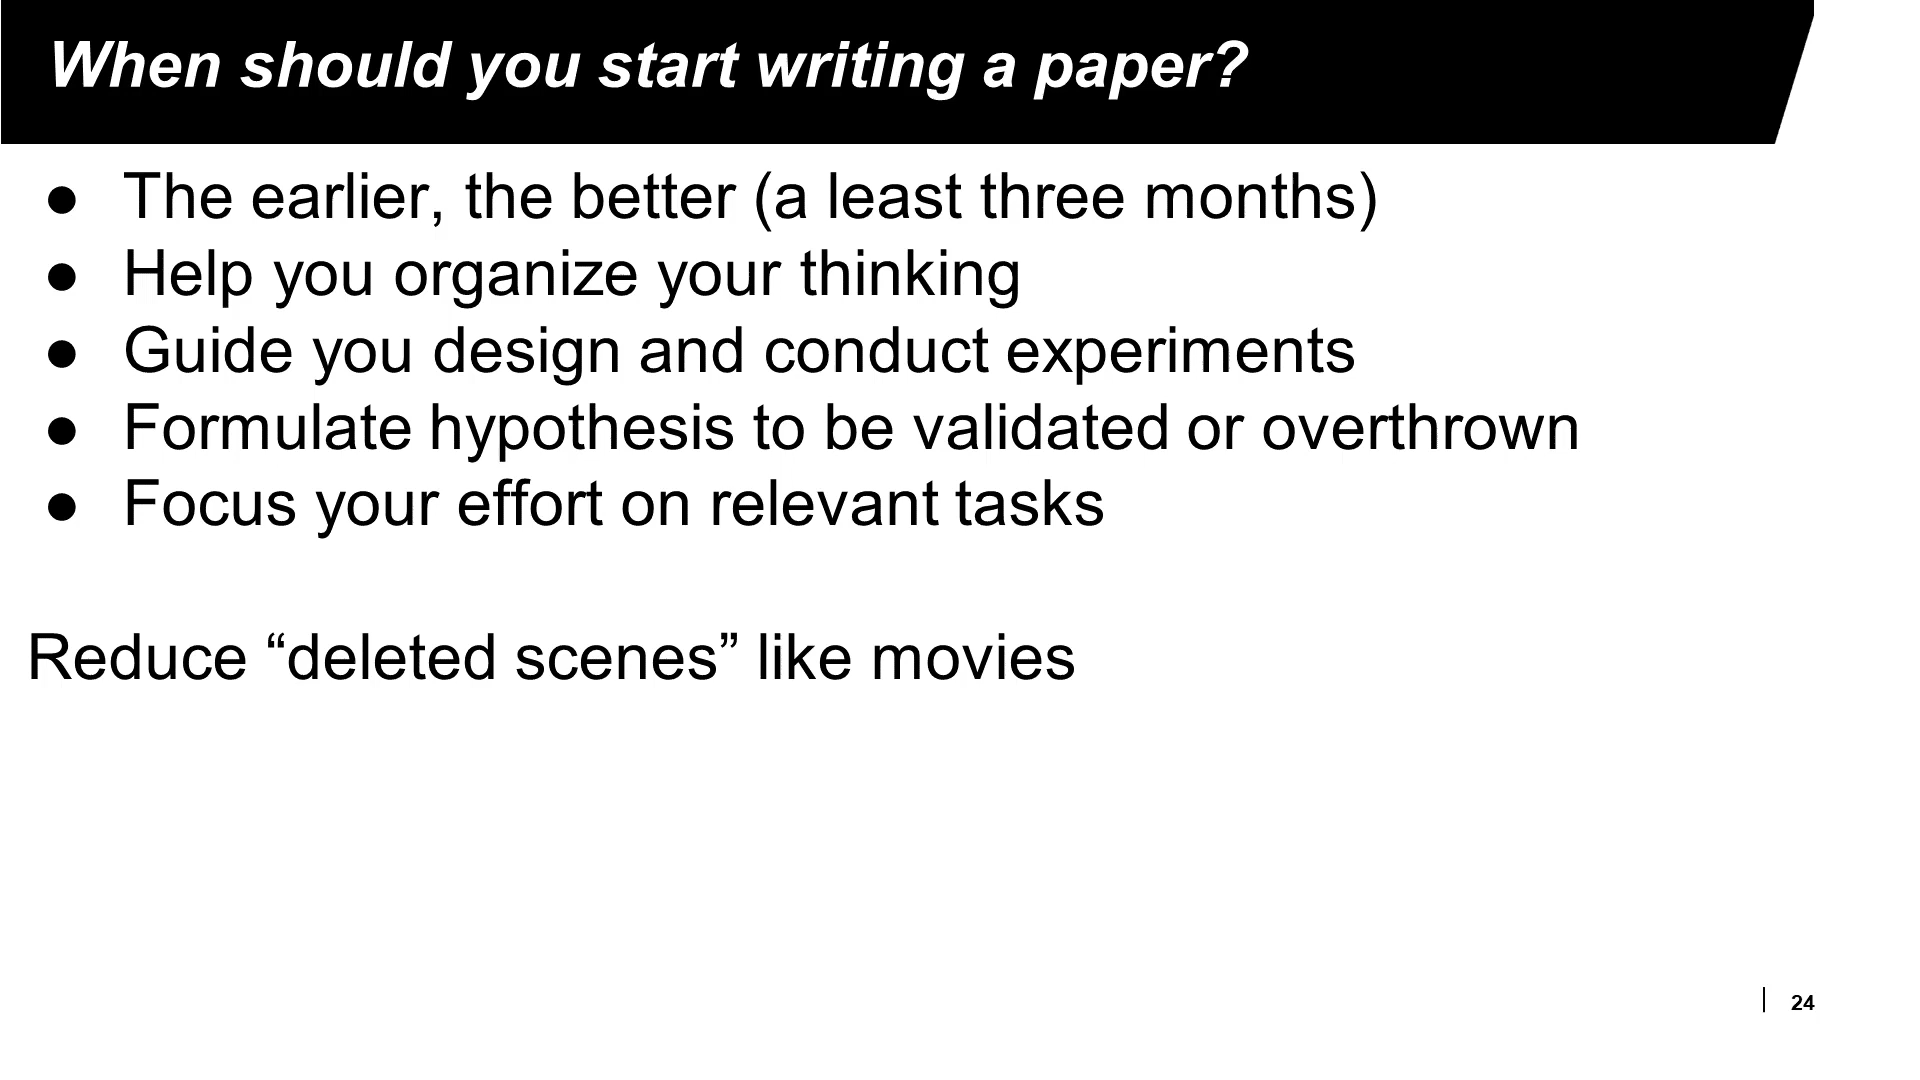 When should you start writing a paper?
● The earlier, the better (a least three months)
● Help you organize your thinking
● Guide you design and conduct experiments
● Formulate hypothesis to be validated or overthrown
● Focus your effort on relevant tasks
Reduce “deleted scenes” like movies
24